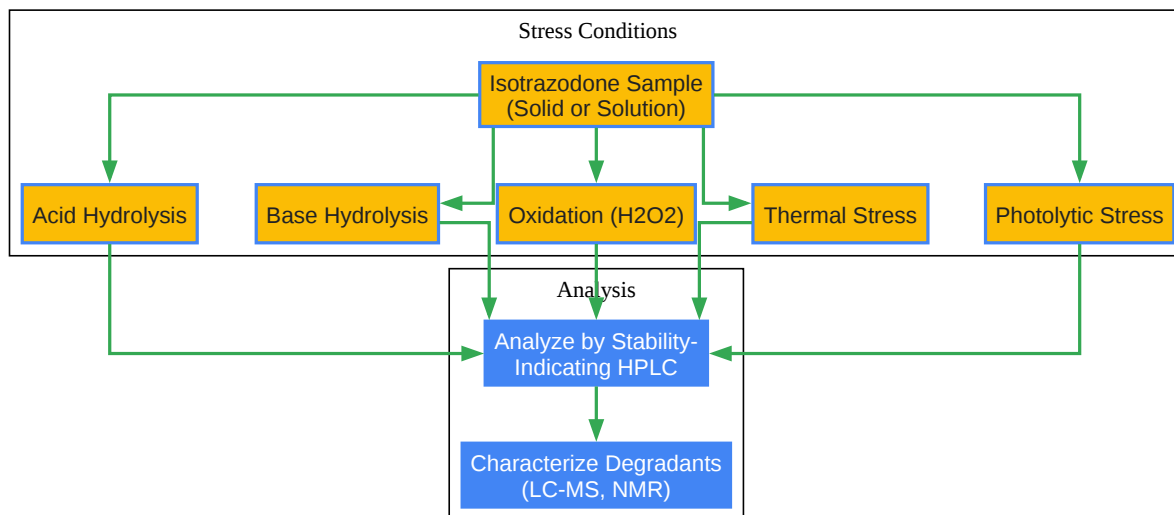 Stress Conditions
Isotrazodone Sample
(Solid or Solution)
Acid Hydrolysis
Base Hydrolysis
Oxidation (H2O2)
Thermal Stress
Photolytic Stress
Analysis
Analyze by Stability-
Indicating HPLC
Characterize Degradants
(LC-MS, NMR)